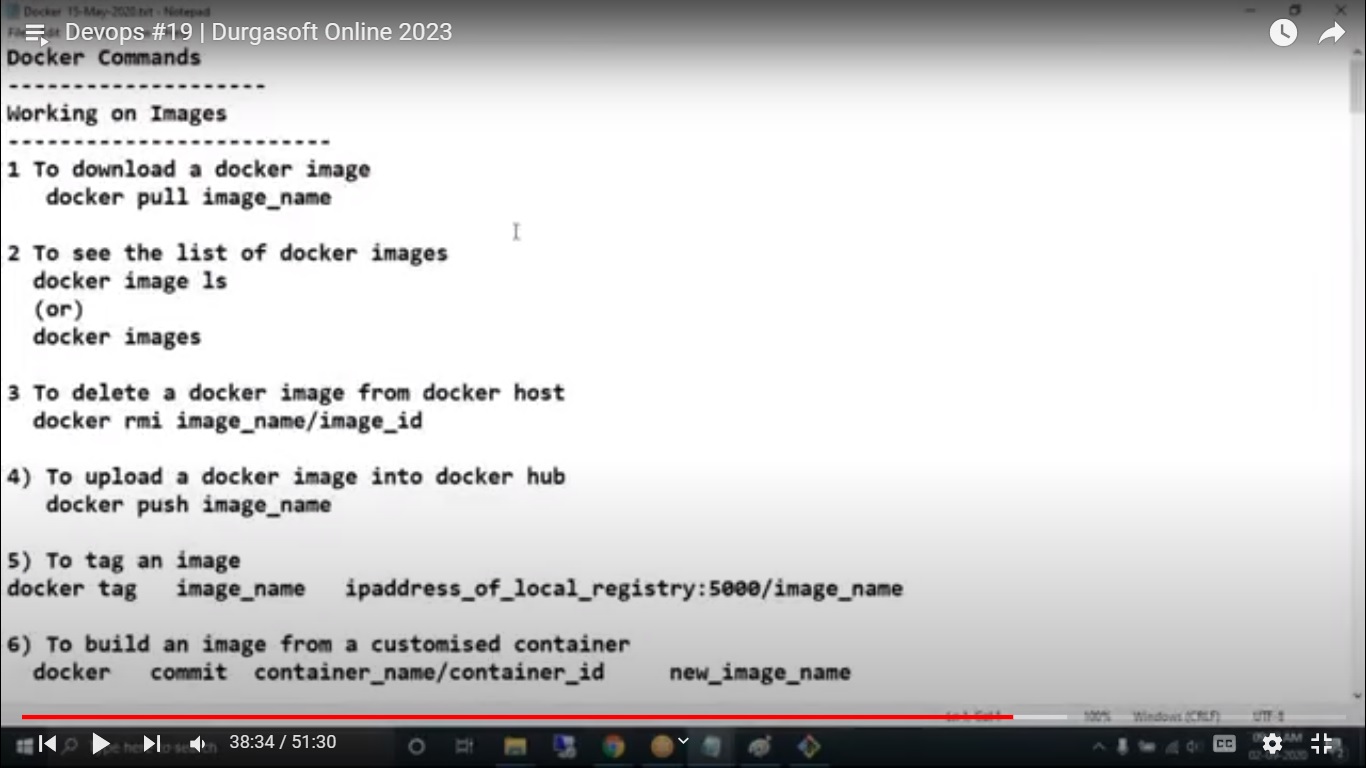 Docker 15-May-2020.txt - Notepad
Devops #19 | Durgasoft Online 2023
Docker Commands
--------------------
Working on Images
-------------------------
1 To download a docker image
docker pull image_name
2 To see the list of docker images
docker image ls
(or)
docker images
3 To delete a docker image from docker host
docker rmi image_name/image_id
4) To upload a docker image into docker hub
docker push image_name
5) To tag an image
docker tag image_name ipaddress_of_local_registry:5000/image_name
6) To build an image from a customised container
docker commit container_name/container_id new_image_name
100% Windows (CRLF) UTF-8
38:34 / 51:30
CC
02-09-2020